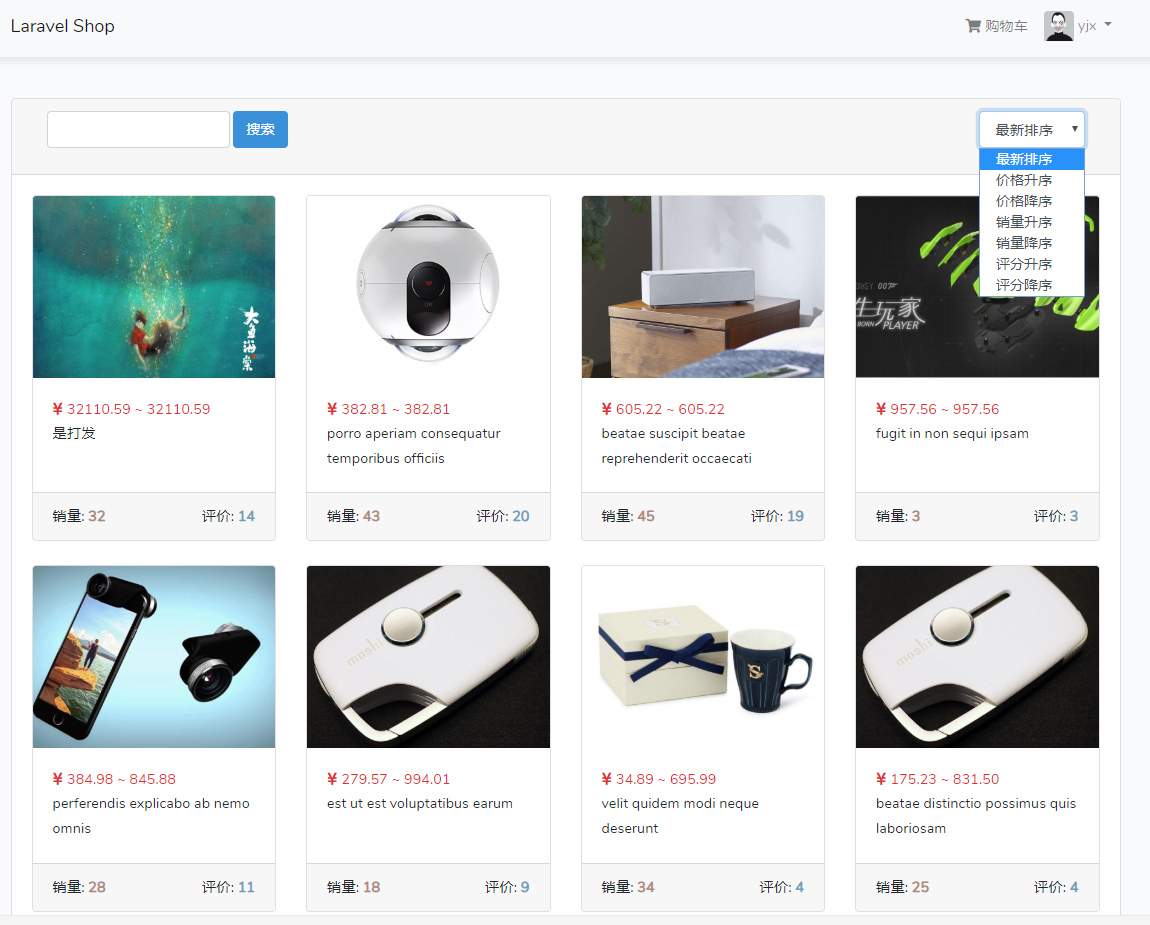 Laravel Shop
购物车
yjx
搜索
最新排序
最新排序
价格升序
价格降序
销量升序
销量降序
评分升序
评分降序
大鱼海棠
OK
007
生玩家
BORN PLAYER
¥ 32110.59 ~ 32110.59
是打发
销量: 32 评价: 14
¥ 382.81 ~ 382.81
porro aperiam consequatur
temporibus officiis
销量: 43 评价: 20
¥ 605.22 ~ 605.22
beatae suscipit beatae
reprehenderit occaecati
销量: 45 评价: 19
¥ 957.56 ~ 957.56
fugit in non sequi ipsam
销量: 3 评价: 3
¥ 384.98 ~ 845.88
perferendis explicabo ab nemo
omnis
销量: 28 评价: 11
moshi
¥ 279.57 ~ 994.01
est ut est voluptatibus earum
销量: 18 评价: 9
S
S
¥ 34.89 ~ 695.99
velit quidem modi neque
deserunt
销量: 34 评价: 4
moshi
¥ 175.23 ~ 831.50
beatae distinctio possimus quis
laboriosam
销量: 25 评价: 4